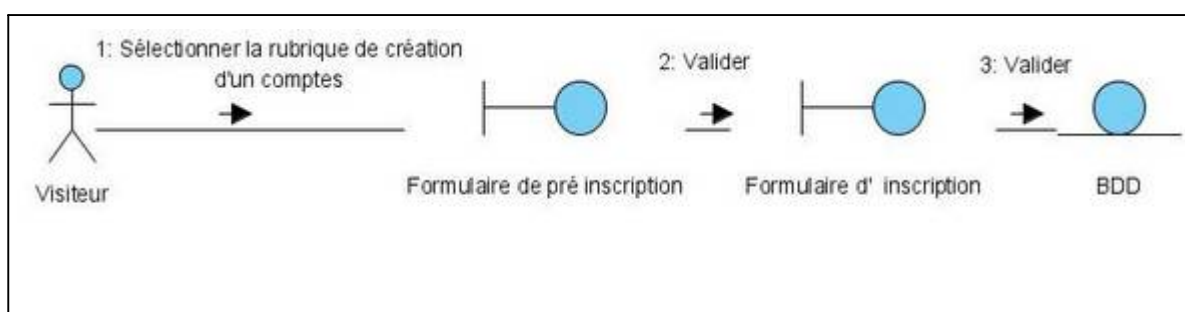 1: Sélectionner la rubrique de création
d'un comptes
2: Valider
3: Valider
Visiteur
Formulaire de pré inscription
Formulaire d' inscription
BDD